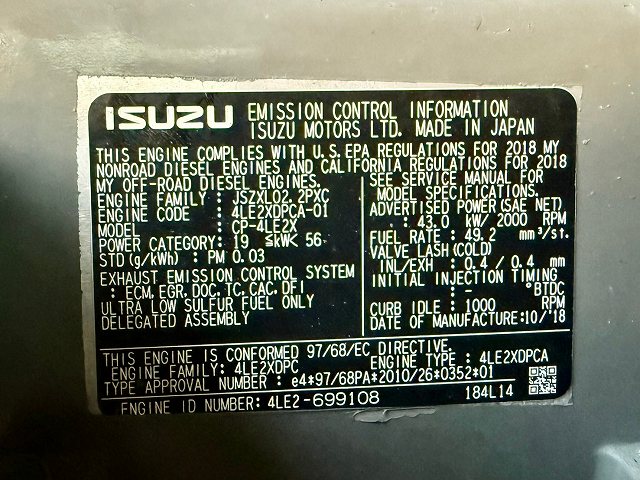 ISUZU EMISSION CONTROL INFORMATION
ISUZU MOTORS LTD. MADE IN JAPAN
THIS ENGINE COMPLIES WITH U.S.EPA REGULATIONS FOR 2018 MY
NONROAD DIESEL ENGINES AND CALIFORNIA REGULATIONS FOR 2018
MY OFF-ROAD DIESEL ENGINES.
ENGINE FAMILY : JSZXL02.2PXC
ENGINE CODE : 4LE2XDPCA-01
MODEL : CP-4LE2X
POWER CATEGORY: 19 ≦kW< 56
STD (g/kWh) : PM 0.03
EXHAUST EMISSION CONTROL SYSTEM
: ECM, EGR, DOC, TC, CAC, DFI
ULTRA LOW SULFUR FUEL ONLY
DELEGATED ASSEMBLY
SEE SERVICE MANUAL FOR
MODEL SPECIFICATIONS.
ADVERTISED POWER(SAE NET)
: 43.0 kW/ 2000 RPM
FUEL RATE : 49.2 mm³/st.
VALVE LASH(COLD)
INL/EXH : 0.4 / 0.4 mm
INITIAL INJECTION TIMING
: - °BTDC
CURB IDLE : 1000 RPM
DATE OF MANUFACTURE:10/'18
THIS ENGINE IS CONFORMED 97/68/EC DIRECTIVE.
ENGINE FAMILY: 4LE2XDPC ENGINE TYPE : 4LE2XDPCA
TYPE APPROVAL NUMBER : e4*97/68PA*2010/26*0352*01
ENGINE ID NUMBER: 4LE2-699108 184L14